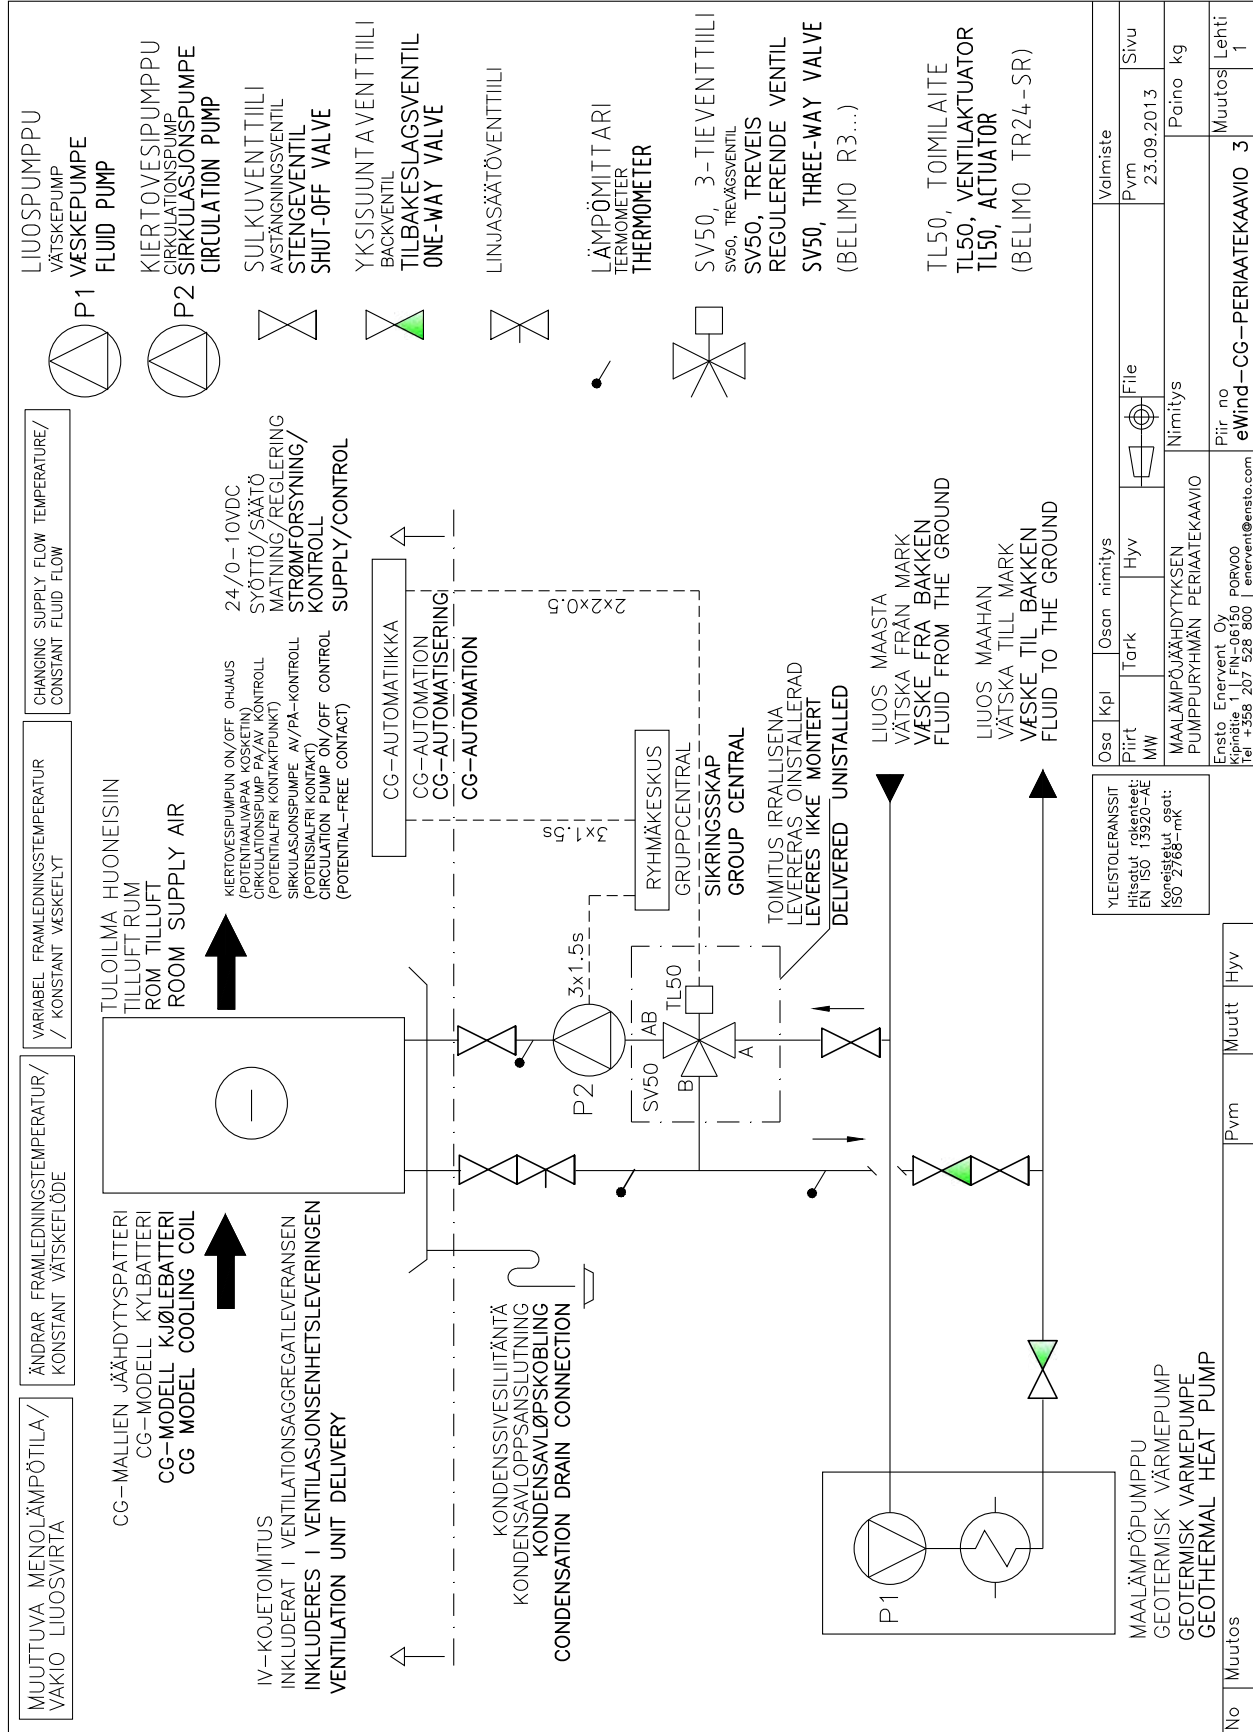 MUUTTUVA MENOLÄMPÖTILA/
VAKIO LIUOSVIRTA
ÄNDRAR FRAMLEDNINGSTEMPERATUR/
KONSTANT VÄTSKEFLÖDE
VARIABEL FRAMLEDNINGSTEMPERATUR
/ KONSTANT VÆSKEFLYT
CHANGING SUPPLY FLOW TEMPERATURE/
CONSTANT FLUID FLOW
CG-MALLIEN JÄÄHDYTYSPATTERI
CG-MODELL KYLBATTERI
CG-MODELL KJØLEBATTERI
CG MODEL COOLING COIL
TULOILMA HUONEISIIN
TILLUFT RUM
ROM TILLUFT
ROOM SUPPLY AIR
KIERTOVESIPUMPUN ON/OFF OHJAUS
(POTENTIAALIVAPAA KOSKETIN)
CIRKULATIONSPUMP PÅ/AV KONTROLL
(POTENTIALFRI KONTAKTPUNKT)
SIRKULASJONSPUMPE AV/PÅ-KONTROLL
(POTENSIALFRI KONTAKT)
CIRCULATION PUMP ON/OFF CONTROL
(POTENTIAL-FREE CONTACT)
24/0-10VDC
SYÖTTÖ/SÄÄTÖ
MATNING/REGLERING
STRØMFORSYNING/
KONTROLL
SUPPLY/CONTROL
IV-KOJETOIMITUS
INKLUDERAT I VENTILATIONSAGGREGATLEVERANSEN
INKLUDERES I VENTILASJONSENHETSLEVERINGEN
VENTILATION UNIT DELIVERY
CG-AUTOMATIIKKA
CG-AUTOMATION
CG-AUTOMATISERING
CG-AUTOMATION
KONDENSSIVESILIITÄNTÄ
KONDENSAVLOPPSANSLUTNING
KONDENSAVLØPSKOBLING
CONDENSATION DRAIN CONNECTION
P2
3x1.5s
3x1.5s
2x2x0.5
RYHMÄKESKUS
GRUPPCENTRAL
SIKRINGSSKAP
GROUP CENTRAL
SV50
AB
TL50
B
A
TOIMITUS IRRALLISENA
LEVERERAS OINSTALLERAD
LEVERES IKKE MONTERT
DELIVERED UNISTALLED
LIUOS MAASTA
VÄTSKA FRÅN MARK
VÆSKE FRA BAKKEN
FLUID FROM THE GROUND
LIUOS MAAHAN
VÄTSKA TILL MARK
VÆSKE TIL BAKKEN
FLUID TO THE GROUND
P1
MAALÄMPÖPUMPPU
GEOTERMISK VÄRMEPUMP
GEOTERMISK VARMEPUMPE
GEOTHERMAL HEAT PUMP
P1
LIUOSPUMPPU
VÄTSKEPUMP
VÆSKEPUMPE
FLUID PUMP
P2
KIERTOVESIPUMPPU
CIRKULATIONSPUMP
SIRKULASJONSPUMPE
CIRCULATION PUMP
SULKUVENTTIILI
AVSTÄNGNINGSVENTIL
STENGEVENTIL
SHUT-OFF VALVE
YKSISUUNTAVENTTIILI
BACKVENTIL
TILBAKESLAGSVENTIL
ONE-WAY VALVE
LINJASÄÄTÖVENTTIILI
LÄMPÖMITTARI
TERMOMETER
THERMOMETER
SV50, 3-TIEVENTTIILI
SV50, TREVÄGSVENTIL
SV50, TREVEIS
REGULERENDE VENTIL
SV50, THREE-WAY VALVE
(BELIMO R3...)
TL50, TOIMILAITE
TL50, VENTILAKTUATOR
TL50, ACTUATOR
(BELIMO TR24-SR)
YLEISTOLERANSSIT
Hitsatut rakenteet:
EN ISO 13920-AE
Koneistetut osat:
ISO 2768-mK
Osa Kpl Osan nimitys Valmiste
Piirt Tark Hyv File Pvm Sivu
MW 23.09.2013
MAALÄMPÖJÄÄHDYTYKSEN
PUMPPURYHMÄN PERIAATEKAAVIO
Nimitys Paino kg
Ensto Enervent Oy
Kipinätie 1 | FIN-06150 PORVOO
Tel +358 207 528 800 | enervent@ensto.com
Piir no Muutos Lehti
eWind-CG-PERIAATEKAAVIO 3 1
No Muutos Pvm Muutt Hyv